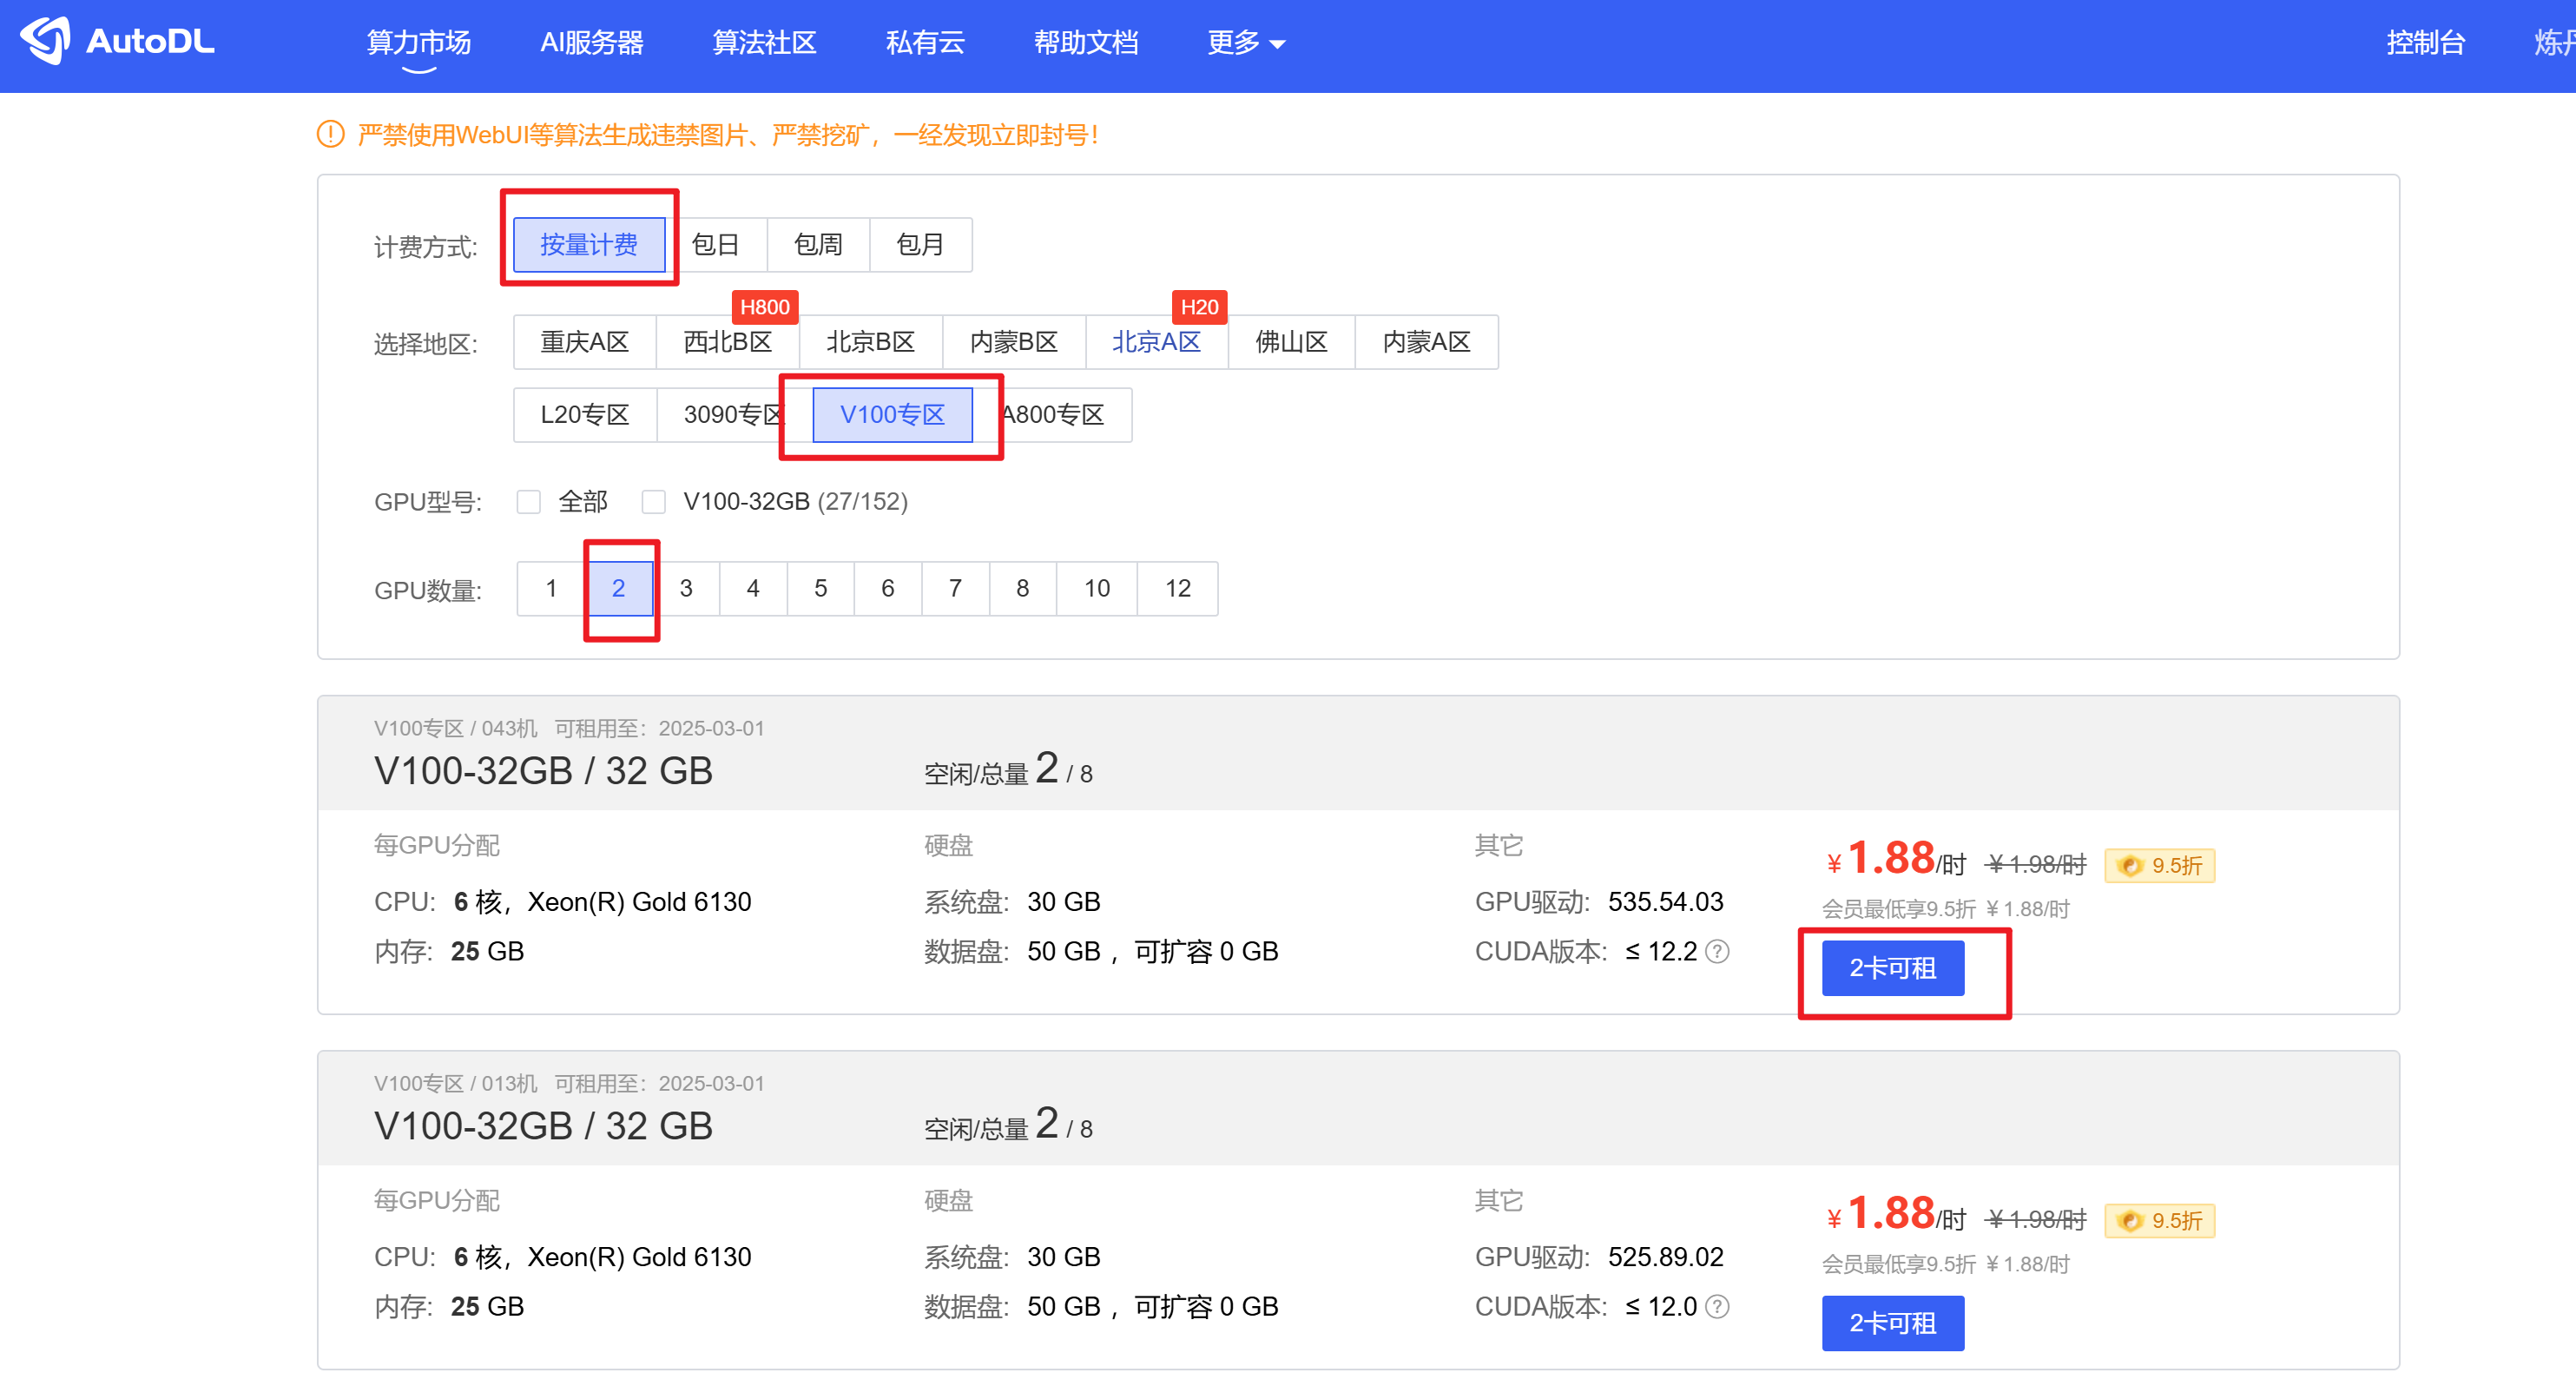 AutoDL 算力市场 AI服务器 算法社区 私有云 帮助文档 更多 控制台
严禁使用WebUI等算法生成违禁图片、严禁挖矿，一经发现立即封号！
计费方式: 按量计费 包日 包周 包月
H800 H20
选择地区: 重庆A区 西北B区 北京B区 内蒙B区 北京A区 佛山区 内蒙A区
L20专区 3090专区 V100专区 A800专区
GPU型号: 全部 V100-32GB (27/152)
GPU数量: 1 2 3 4 5 6 7 8 10 12
V100专区 / 043机 可租用至：2025-03-01
V100-32GB / 32 GB 空闲/总量 2 / 8
每GPU分配 硬盘 其它
¥ 1.88/时 ¥1.98/时 9.5折
CPU: 6 核，Xeon(R) Gold 6130 系统盘: 30 GB GPU驱动: 535.54.03 会员最低享9.5折 ¥1.88/时
内存: 25 GB 数据盘: 50 GB ，可扩容 0 GB CUDA版本: ≤ 12.2 ?
2卡可租
V100专区 / 013机 可租用至：2025-03-01
V100-32GB / 32 GB 空闲/总量 2 / 8
每GPU分配 硬盘 其它
¥ 1.88/时 ¥1.98/时 9.5折
CPU: 6 核，Xeon(R) Gold 6130 系统盘: 30 GB GPU驱动: 525.89.02 会员最低享9.5折 ¥1.88/时
内存: 25 GB 数据盘: 50 GB ，可扩容 0 GB CUDA版本: ≤ 12.0 ?
2卡可租